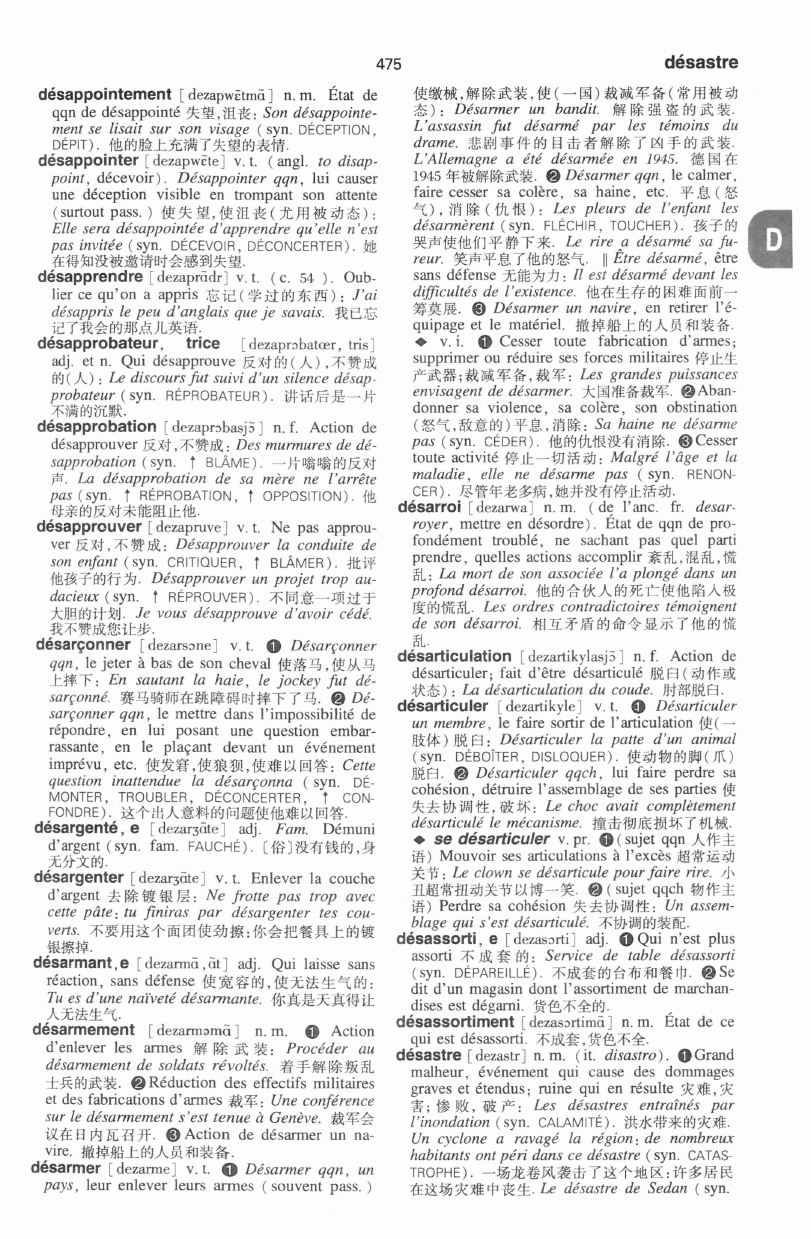 475
désastre
désappointement [dezapwɛ̃tmɑ̃] n. m. État de
qqn de désappointé 失望,沮丧: Son désappointe-
ment se lisait sur son visage (syn. DÉCEPTION,
DÉPIT). 他的脸上充满了失望的表情.
désappointer [dezapwɛ̃te] v. t. (angl. to disap-
point, décevoir). Désappointer qqn, lui causer
une déception visible en trompant son attente
(surtout pass.) 使失望,使沮丧(尤用被动态):
Elle sera désappointée d'apprendre qu'elle n'est
pas invitée (syn. DÉCEVOIR, DÉCONCERTER). 她
在得知没被邀请时会感到失望.
désapprendre [dezaprɑ̃dr] v. t. (c. 54). Oub-
lier ce qu'on a appris 忘记(学过的东西): J'ai
désappris le peu d'anglais que je savais. 我已忘
记了我会的那点儿英语.
désapprobateur, trice [dezaprɔbatœr, tris]
adj. et n. Qui désapprouve 反对的(人),不赞成
的(人): Le discours fut suivi d'un silence désap-
probateur (syn. RÉPROBATEUR). 讲话后是一片
不满的沉默.
désapprobation [dezaprɔbasjɔ̃] n. f. Action de
désapprouver 反对,不赞成: Des murmures de dé-
sapprobation (syn. ↑ BLÂME). 一片嗡嗡的反对
声. La désapprobation de sa mère ne l'arrête
pas (syn. ↑ RÉPROBATION, ↑ OPPOSITION). 他
母亲的反对未能阻止他.
désapprouver [dezapruve] v. t. Ne pas approu-
ver 反对,不赞成: Désapprouver la conduite de
son enfant (syn. CRITIQUER, ↑ BLÂMER). 批评
他孩子的行为. Désapprouver un projet trop au-
dacieux (syn. ↑ RÉPROUVER). 不同意一项过于
大胆的计划. Je vous désapprouve d'avoir cédé.
我不赞成您让步.
désarçonner [dezarsɔne] v. t. ❶ Désarçonner
qqn, le jeter à bas de son cheval 使落马,使从马
上摔下: En sautant la haie, le jockey fut dé-
sarçonné. 赛马骑师在跳障碍时摔下了马. ❷ Dé-
sarçonner qqn, le mettre dans l'impossibilité de
répondre, en lui posant une question embar-
rassante, en le plaçant devant un événement
imprévu, etc. 使发窘,使狼狈,使难以回答: Cette
question inattendue la désarçonna (syn. DÉ-
MONTER, TROUBLER, DÉCONCERTER, ↑ CON-
FONDRE). 这个出人意料的问题使他难以回答.
désargenté, e [dezarʒɑ̃te] adj. Fam. Démuni
d'argent (syn. fam. FAUCHÉ). [俗]没有钱的,身
无分文的.
désargenter [dezarʒɑ̃te] v. t. Enlever la couche
d'argent 去除镀银层: Ne frotte pas trop avec
cette pâte: tu finiras par désargenter tes cou-
verts. 不要用这个面团使劲擦:你会把餐具上的镀
银擦掉.
désarmant, e [dezarmɑ̃, ɑ̃t] adj. Qui laisse sans
réaction, sans défense 使宽容的,使无法生气的:
Tu es d'une naïveté désarmante. 你真是天真得让
人无法生气.
désarmement [dezarməmɑ̃] n. m. ❶ Action
d'enlever les armes 解除武装: Procéder au
désarmement de soldats révoltés. 着手解除叛乱
士兵的武装. ❷ Réduction des effectifs militaires
et des fabrications d'armes 裁军: Une conférence
sur le désarmement s'est tenue à Genève. 裁军会
议在日内瓦召开. ❸ Action de désarmer un na-
vire. 撤掉船上的人员和装备.
désarmer [dezarme] v. t. ❶ Désarmer qqn, un
pays, leur enlever leurs armes (souvent pass.)
使缴械,解除武装,使(一国)裁减军备(常用被动
态): Désarmer un bandit. 解除强盗的武装.
L'assassin fut désarmé par les témoins du
drame. 悲剧事件的目击者解除了凶手的武装.
L'Allemagne a été désarmée en 1945. 德国在
1945 年被解除武装. ❷ Désarmer qqn, le calmer,
faire cesser sa colère, sa haine, etc. 平息(怒
气),消除(仇恨): Les pleurs de l'enfant les
désarmèrent (syn. FLÉCHIR, TOUCHER). 孩子的
哭声使他们平静下来. Le rire a désarmé sa fu-
reur. 笑声平息了他的怒气. ‖ Être désarmé, être
sans défense 无能为力: Il est désarmé devant les
difficultés de l'existence. 他在生存的困难面前一
筹莫展. ❸ Désarmer un navire, en retirer l'é-
quipage et le matériel. 撤掉船上的人员和装备.
◆ v. i. ❶ Cesser toute fabrication d'armes;
supprimer ou réduire ses forces militaires 停止生
产武器;裁减军备,裁军: Les grandes puissances
envisagent de désarmer. 大国准备裁军. ❷ Aban-
donner sa violence, sa colère, son obstination
(怒气,敌意的)平息,消除: Sa haine ne désarme
pas (syn. CÉDER). 他的仇恨没有消除. ❸ Cesser
toute activité 停止一切活动: Malgré l'âge et la
maladie, elle ne désarme pas (syn. RENON-
CER). 尽管年老多病,她并没有停止活动.
désarroi [dezarwa] n. m. (de l'anc. fr. desar-
royer, mettre en désordre). État de qqn de pro-
fondément troublé, ne sachant pas quel parti
prendre, quelles actions accomplir 紊乱,混乱,慌
乱: La mort de son associée l'a plongé dans un
profond désarroi. 他的合伙人的死亡使他陷入极
度的慌乱. Les ordres contradictoires témoignent
de son désarroi. 相互矛盾的命令显示了他的慌
乱.
désarticulation [dezartikylasjɔ̃] n. f. Action de
désarticuler; fait d'être désarticulé 脱臼(动作或
状态): La désarticulation du coude. 肘部脱臼.
désarticuler [dezartikyle] v. t. ❶ Désarticuler
un membre, le faire sortir de l'articulation 使(一
肢体)脱臼: Désarticuler la patte d'un animal
(syn. DÉBOÎTER, DISLOQUER). 使动物的脚(爪)
脱臼. ❷ Désarticuler qqch, lui faire perdre sa
cohésion, détruire l'assemblage de ses parties 使
失去协调性,破坏: Le choc avait complètement
désarticulé le mécanisme. 撞击彻底损坏了机械.
◆ se désarticuler v. pr. ❶ (sujet qqn 人作主
语) Mouvoir ses articulations à l'excès 超常运动
关节: Le clown se désarticule pour faire rire. 小
丑超常扭动关节以博一笑. ❷ (sujet qqch 物作主
语) Perdre sa cohésion 失去协调性: Un assem-
blage qui s'est désarticulé. 不协调的装配.
désassorti, e [dezasɔrti] adj. ❶ Qui n'est plus
assorti 不成套的: Service de table désassorti
(syn. DÉPAREILLÉ). 不成套的台布和餐巾. ❷ Se
dit d'un magasin dont l'assortiment de marchan-
dises est dégarni. 货色不全的.
désassortiment [dezasɔrtimɑ̃] n. m. État de ce
qui est désassorti. 不成套,货色不全.
désastre [dezastr] n. m. (it. disastro). ❶ Grand
malheur, événement qui cause des dommages
graves et étendus; ruine qui en résulte 灾难,灾
害;惨败,破产: Les désastres entraînés par
l'inondation (syn. CALAMITÉ). 洪水带来的灾难.
Un cyclone a ravagé la région: de nombreux
habitants ont péri dans ce désastre (syn. CATAS-
TROPHE). 一场龙卷风袭击了这个地区:许多居民
在这场灾难中丧生. Le désastre de Sedan (syn.
D